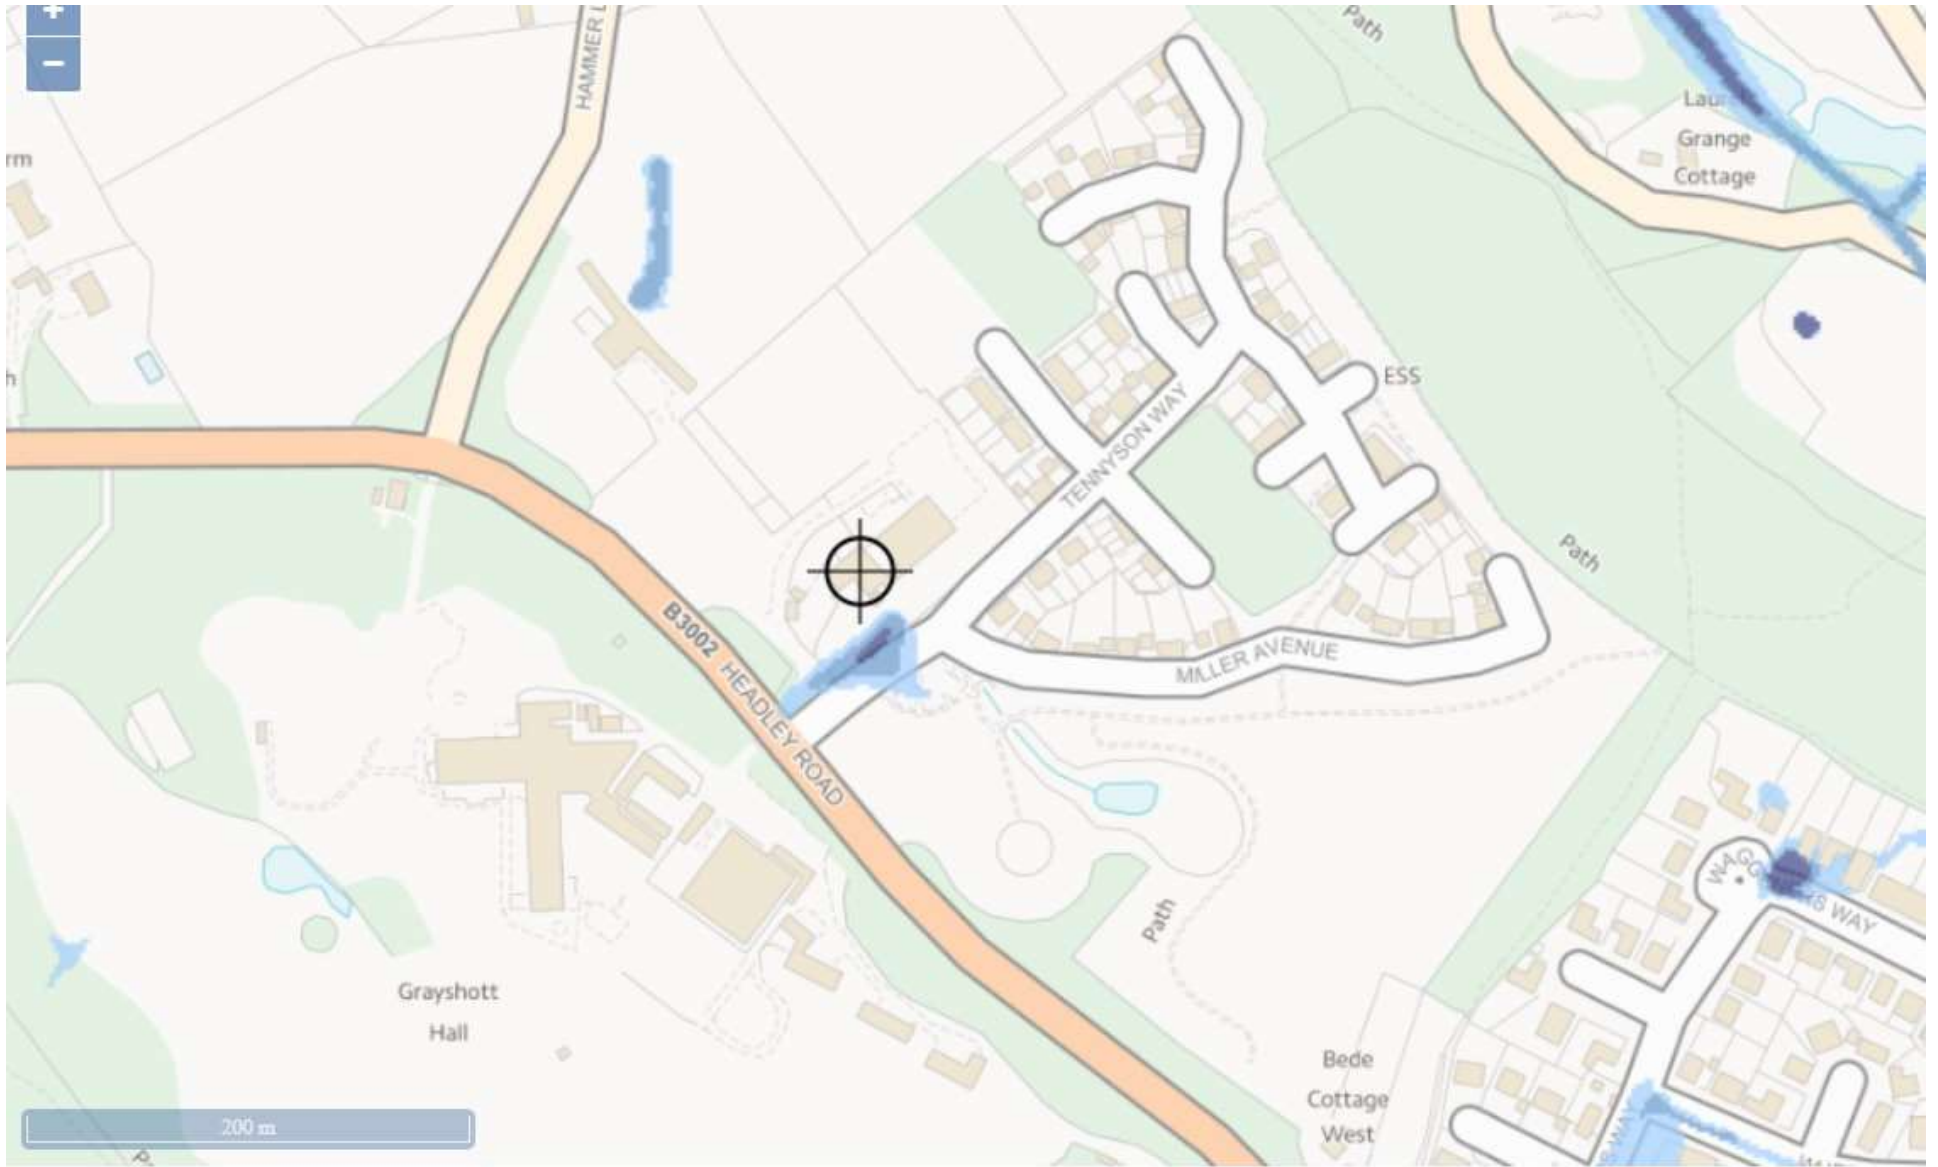 +
−
HAMMER L
Path
rm
Grange
Cottage
h
ESS
TENNYSON WAY
Path
B3002 HEADLEY ROAD
MILLER AVENUE
Path
WAY
Grayshott
Hall
Bede
Cottage
West
200 m